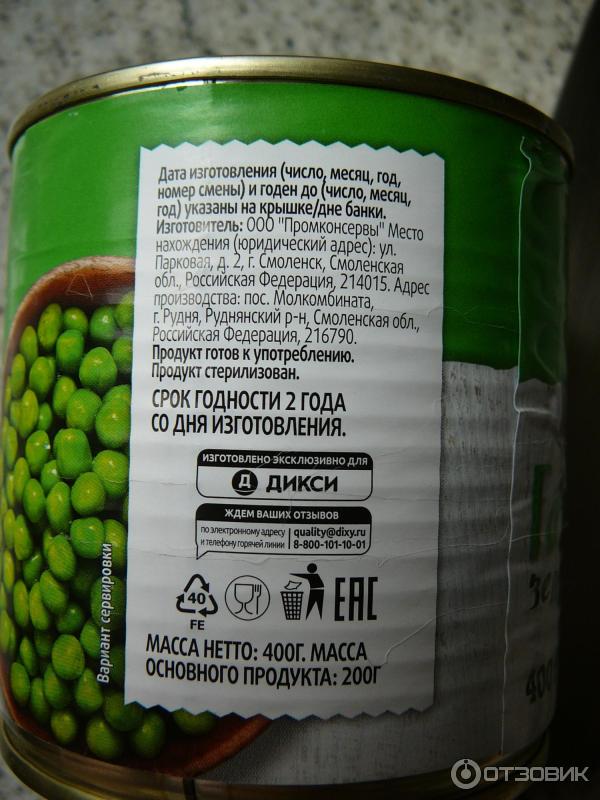 Дата изготовления (число, месяц, год,
номер смены) и годен до (число, месяц,
год) указаны на крышке/дне банки.
Изготовитель: ООО "Промконсервы" Место
нахождения (юридический адрес): ул.
Парковая, д. 2, г. Смоленск, Смоленская
обл., Российская Федерация, 214015. Адрес
производства: пос. Молкомбината,
г. Рудня, Руднянский р-н, Смоленская обл.,
Российская Федерация, 216790.
Продукт готов к употреблению.
Продукт стерилизован.
СРОК ГОДНОСТИ 2 ГОДА
СО ДНЯ ИЗГОТОВЛЕНИЯ.
ИЗГОТОВЛЕНО ЭКСКЛЮЗИВНО ДЛЯ
Д ДИКСИ
ЖДЕМ ВАШИХ ОТЗЫВОВ
по электронному адресу quality@dixy.ru
и телефону горячей линии 8-800-101-10-01
40
FE
EAC
МАССА НЕТТО: 400Г. МАССА
ОСНОВНОГО ПРОДУКТА: 200Г
Вариант сервировки
400
ОТЗОВИК